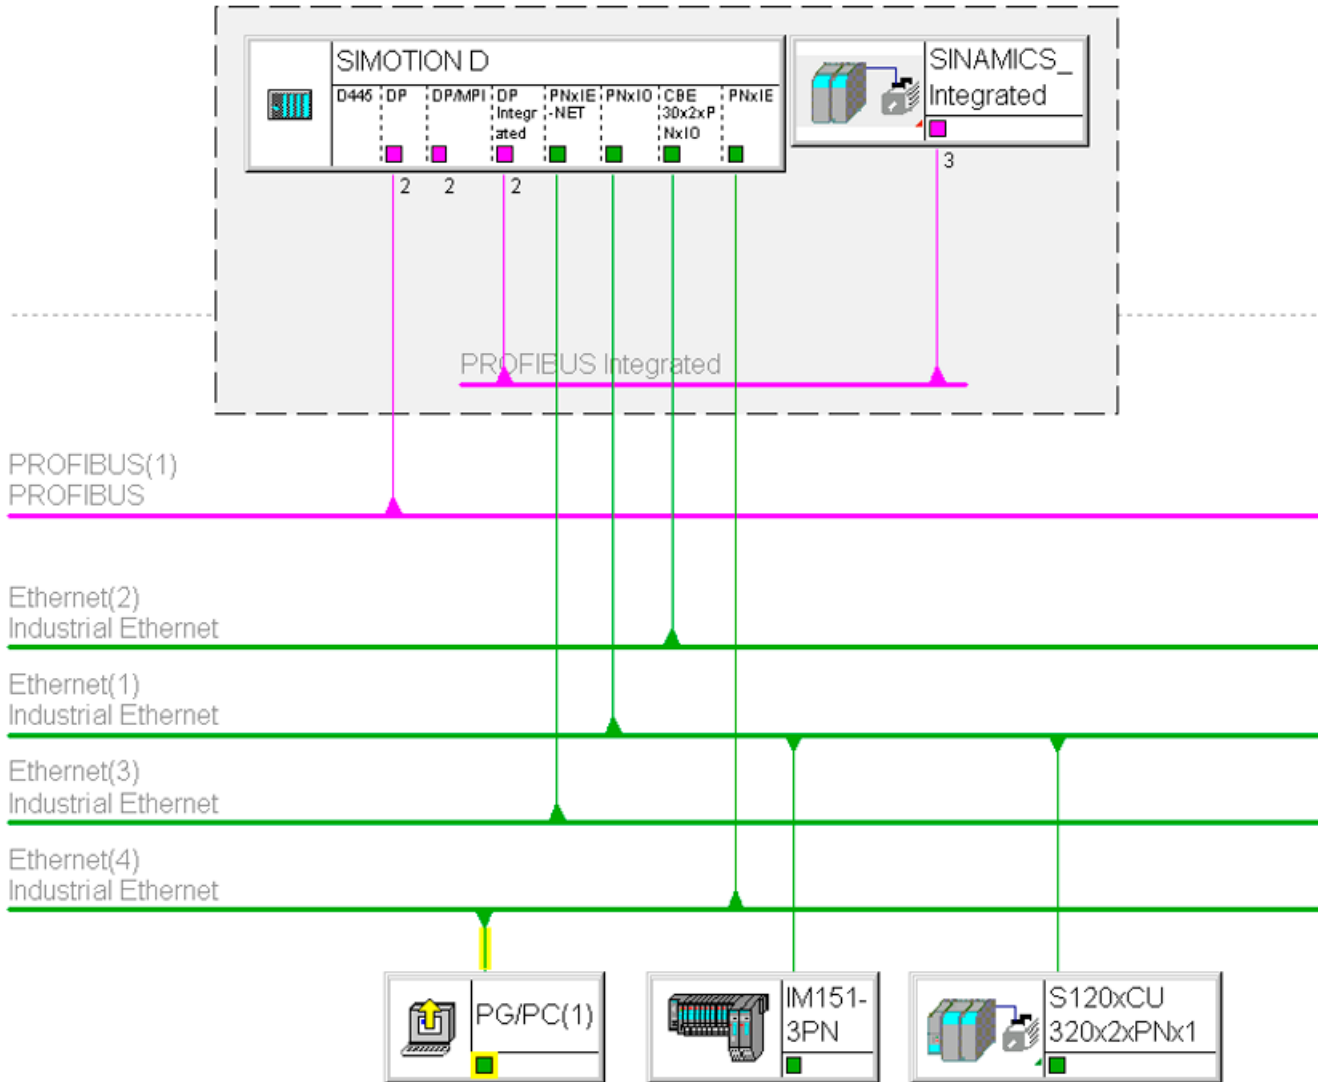 SIMOTION D
D445 DP DP/MPI DP PNxIE PNxIO CBE PNxIE
Integr -NET 30x2xP
ated NxIO
2 2 2
SINAMICS_
Integrated
3
PROFIBUS Integrated
PROFIBUS(1)
PROFIBUS
Ethernet(2)
Industrial Ethernet
Ethernet(1)
Industrial Ethernet
Ethernet(3)
Industrial Ethernet
Ethernet(4)
Industrial Ethernet
PG/PC(1)
IM151-
3PN
S120xCU
320x2xPNx1